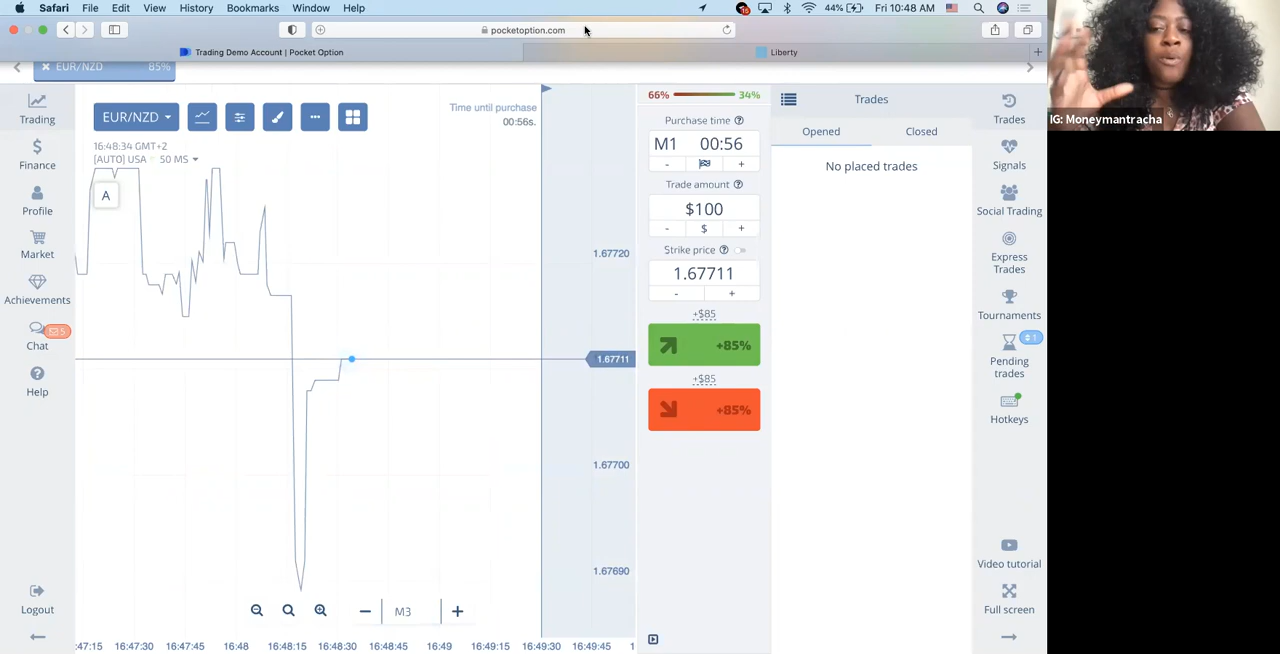 Safari File Edit View History Bookmarks Window Help
15
44% Fri 10:48 AM
pocketoption.com
Trading Demo Account | Pocket Option
Liberty
EUR/NZD 85%
Trading
Finance
Profile
Market
Achievements
5
Chat
Help
Logout
EUR/NZD
Time until purchase
00:56s.
16:48:34 GMT+2
[AUTO] USA 50 MS
A
1.67720
1.67711
1.67700
1.67690
M3
:47:15 16:47:30 16:47:45 16:48 16:48:15 16:48:30 16:48:45 16:49 16:49:15 16:49:30 16:49:45 1
66% 34%
Purchase time
M1 00:56
- +
Trade amount
$100
- $ +
Strike price
1.67711
- +
+$85
+85%
+$85
+85%
Trades
Opened Closed
No placed trades
Trades
Signals
Social Trading
Express
Trades
Tournaments
1
Pending
trades
Hotkeys
Video tutorial
Full screen
IG: Moneymantracha